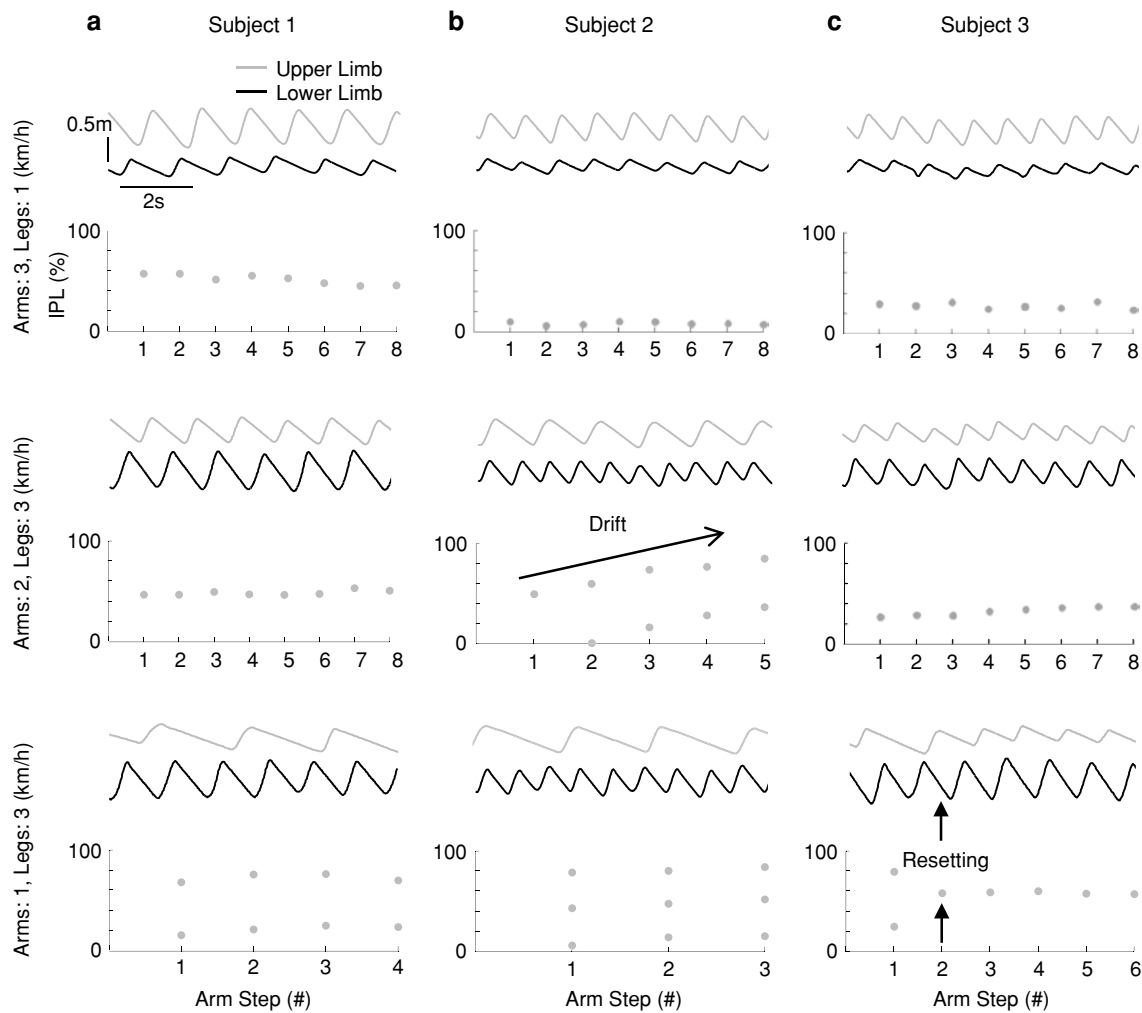 a Subject 1
b Subject 2
c Subject 3
Upper Limb
Lower Limb
0.5m
2s
Arms: 3, Legs: 1 (km/h)
IPL (%)
100
0
1 2 3 4 5 6 7 8
100
0
1 2 3 4 5 6 7 8
100
0
1 2 3 4 5 6 7 8
Arms: 2, Legs: 3 (km/h)
100
0
1 2 3 4 5 6 7 8
Drift
100
0
1 2 3 4 5
100
0
1 2 3 4 5 6 7 8
Arms: 1, Legs: 3 (km/h)
100
0
1 2 3 4
Arm Step (#)
100
0
1 2 3
Arm Step (#)
Resetting
100
0
1 2 3 4 5 6
Arm Step (#)